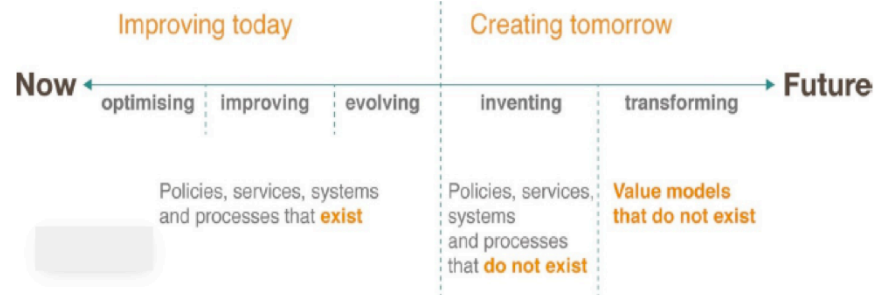 Improving today
Creating tomorrow
Now
Future
optimising
improving
evolving
inventing
transforming
Policies, services, systems
and processes that exist
Policies, services,
systems
and processes
that do not exist
Value models
that do not exist